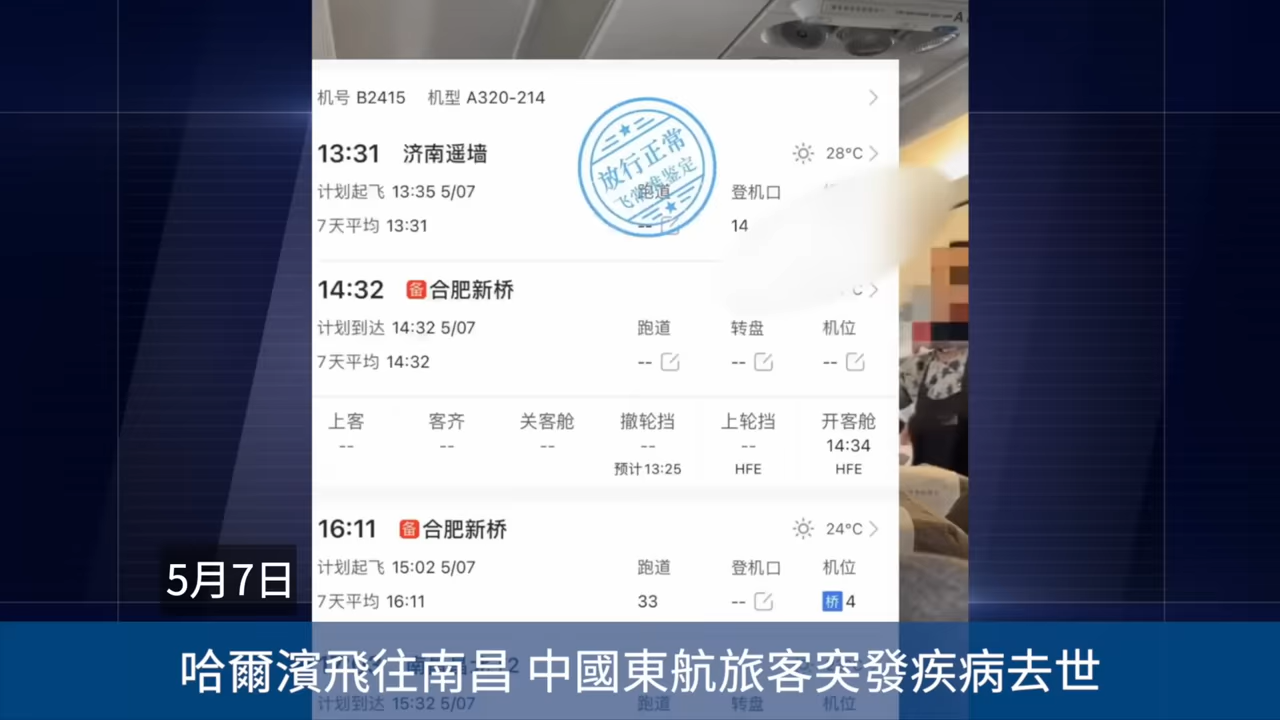 机号 B2415 机型 A320-214
13:31 济南遥墙 28°C
放行正常
计划起飞 13:35 5/07 跑道 登机口
7天平均 13:31 -- 14
14:32 备 合肥新桥
计划到达 14:32 5/07 跑道 转盘 机位
7天平均 14:32 -- -- --
上客 客齐 关客舱 撤轮挡 上轮挡 开客舱
-- -- -- -- -- 14:34
预计13:25 HFE HFE
16:11 备 合肥新桥 24°C
计划起飞 15:02 5/07 跑道 登机口 机位
7天平均 16:11 33 -- 桥 4
5月7日
哈爾濱飛往南昌 中國東航旅客突發疾病去世
计划到达 15:32 5/07 跑道 转盘 机位